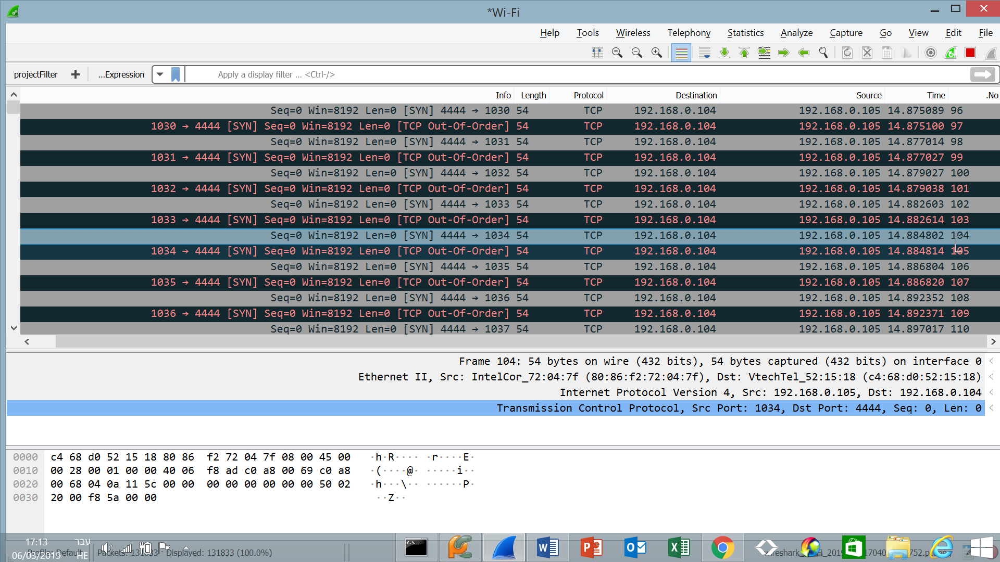 *Wi-Fi
Help Tools Wireless Telephony Statistics Analyze Capture Go View Edit File
projectFilter + ...Expression Apply a display filter ... <Ctrl-/>
Info Length Protocol Destination Source Time .No
Seq=0 Win=8192 Len=0 [SYN] 4444 → 1030 54 TCP 192.168.0.104 192.168.0.105 14.875089 96
1030 → 4444 [SYN] Seq=0 Win=8192 Len=0 [TCP Out-Of-Order] 54 TCP 192.168.0.104 192.168.0.105 14.875100 97
Seq=0 Win=8192 Len=0 [SYN] 4444 → 1031 54 TCP 192.168.0.104 192.168.0.105 14.877014 98
1031 → 4444 [SYN] Seq=0 Win=8192 Len=0 [TCP Out-Of-Order] 54 TCP 192.168.0.104 192.168.0.105 14.877027 99
Seq=0 Win=8192 Len=0 [SYN] 4444 → 1032 54 TCP 192.168.0.104 192.168.0.105 14.879027 100
1032 → 4444 [SYN] Seq=0 Win=8192 Len=0 [TCP Out-Of-Order] 54 TCP 192.168.0.104 192.168.0.105 14.879038 101
Seq=0 Win=8192 Len=0 [SYN] 4444 → 1033 54 TCP 192.168.0.104 192.168.0.105 14.882603 102
1033 → 4444 [SYN] Seq=0 Win=8192 Len=0 [TCP Out-Of-Order] 54 TCP 192.168.0.104 192.168.0.105 14.882614 103
Seq=0 Win=8192 Len=0 [SYN] 4444 → 1034 54 TCP 192.168.0.104 192.168.0.105 14.884802 104
1034 → 4444 [SYN] Seq=0 Win=8192 Len=0 [TCP Out-Of-Order] 54 TCP 192.168.0.104 192.168.0.105 14.884814 105
Seq=0 Win=8192 Len=0 [SYN] 4444 → 1035 54 TCP 192.168.0.104 192.168.0.105 14.886804 106
1035 → 4444 [SYN] Seq=0 Win=8192 Len=0 [TCP Out-Of-Order] 54 TCP 192.168.0.104 192.168.0.105 14.886820 107
Seq=0 Win=8192 Len=0 [SYN] 4444 → 1036 54 TCP 192.168.0.104 192.168.0.105 14.892352 108
1036 → 4444 [SYN] Seq=0 Win=8192 Len=0 [TCP Out-Of-Order] 54 TCP 192.168.0.104 192.168.0.105 14.892371 109
Seq=0 Win=8192 Len=0 [SYN] 4444 → 1037 54 TCP 192.168.0.104 192.168.0.105 14.897017 110
Frame 104: 54 bytes on wire (432 bits), 54 bytes captured (432 bits) on interface 0
Ethernet II, Src: IntelCor_72:04:7f (80:86:f2:72:04:7f), Dst: VtechTel_52:15:18 (c4:68:d0:52:15:18)
Internet Protocol Version 4, Src: 192.168.0.105, Dst: 192.168.0.104
Transmission Control Protocol, Src Port: 1034, Dst Port: 4444, Seq: 0, Len: 0
0000 c4 68 d0 52 15 18 80 86 f2 72 04 7f 08 00 45 00 ·hR···· ·r····E·
0010 00 28 00 01 00 00 40 06 f8 ad c0 a8 00 69 c0 a8 ·(····@· ·····i··
0020 00 68 04 0a 11 5c 00 00 00 00 00 00 00 00 50 02 ·h···\·· ······P·
0030 20 00 f8 5a 00 00 ··Z··
17:13 עבר
06/03/2019 HE
Profile: Default Packets: 131833 · Displayed: 131833 (100.0%)